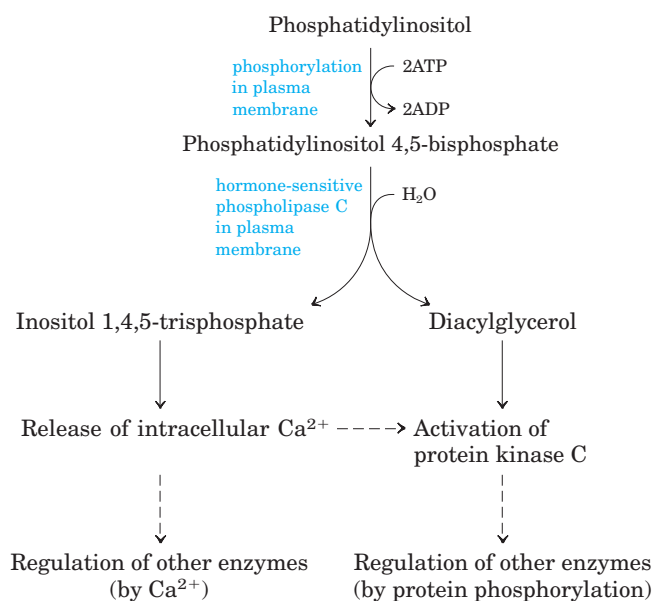 Phosphatidylinositol
phosphorylation
in plasma
membrane
2ATP
2ADP
Phosphatidylinositol 4,5-bisphosphate
hormone-sensitive
phospholipase C
in plasma
membrane
H₂O
Inositol 1,4,5-trisphosphate
Diacylglycerol
Release of intracellular Ca²⁺
Activation of
protein kinase C
Regulation of other enzymes
(by Ca²⁺)
Regulation of other enzymes
(by protein phosphorylation)